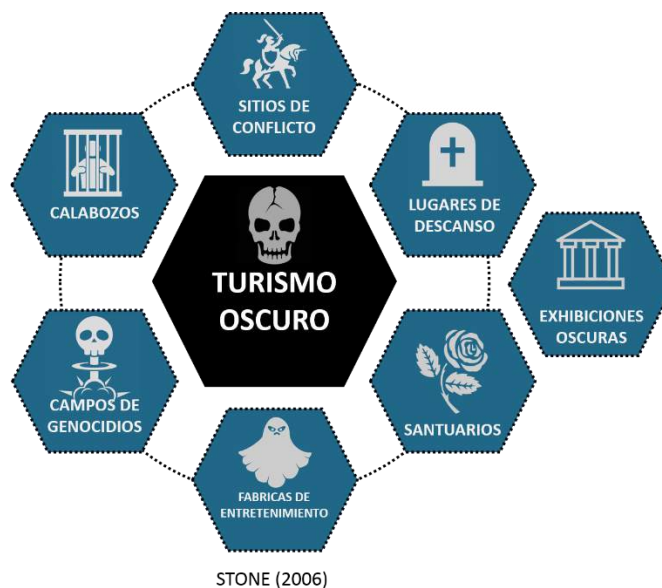 SITIOS DE
CONFLICTO
CALABOZOS
LUGARES DE
DESCANSO
TURISMO
OSCURO
EXHIBICIONES
OSCURAS
CAMPOS DE
GENOCIDIOS
SANTUARIOS
FABRICAS DE
ENTRETENIMIENTO
STONE (2006)